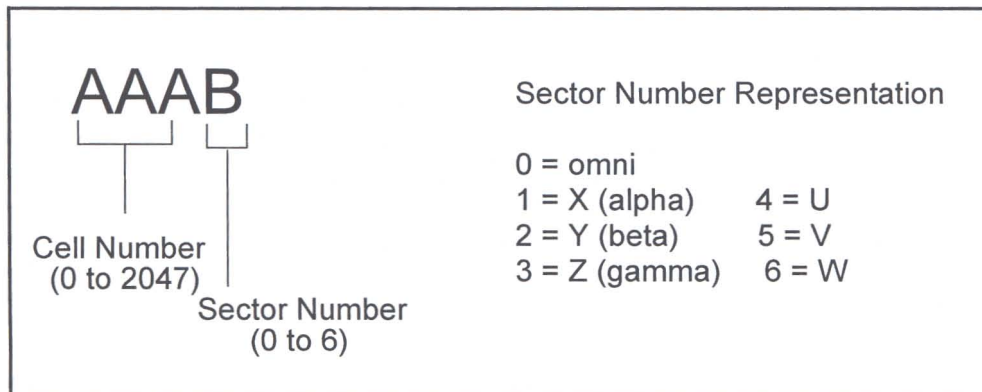 AAAB
Cell Number
(0 to 2047)
Sector Number
(0 to 6)
Sector Number Representation
0 = omni
1 = X (alpha) 4 = U
2 = Y (beta) 5 = V
3 = Z (gamma) 6 = W